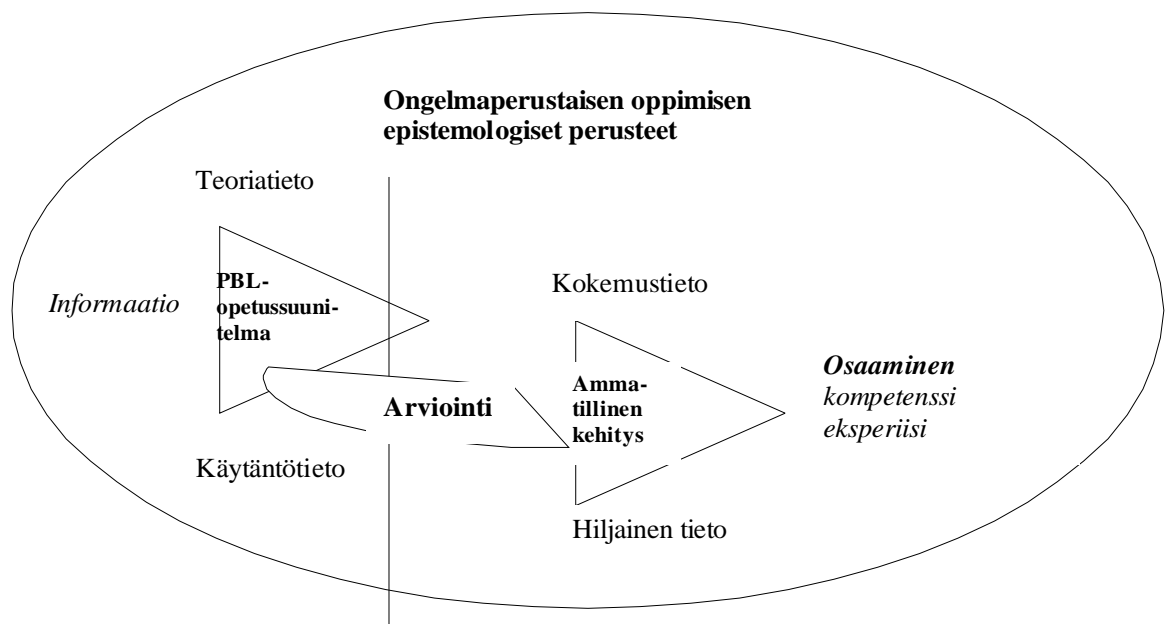 Ongelmaperustaisen oppimisen
epistemologiset perusteet
Teoriatieto
Informaatio
PBL-
opetussuuni-
telma
Kokemustieto
Arviointi
Amma-
tillinen
kehitys
Osaaminen
kompetenssi
eksperiisi
Käytäntötieto
Hiljainen tieto